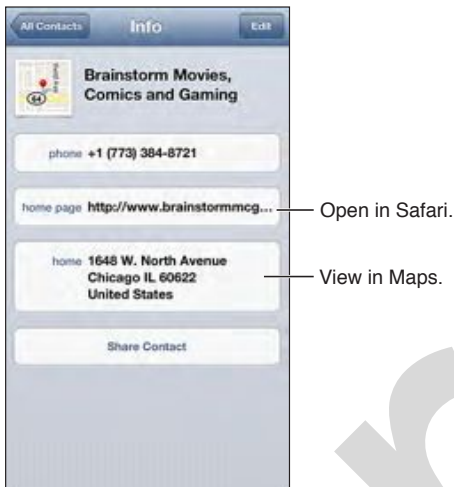 All Contacts Info Edit
Brainstorm Movies,
Comics and Gaming
64
phone +1 (773) 384-8721
home page http://www.brainstormmcg...
Open in Safari.
home 1648 W. North Avenue
Chicago IL 60622
United States
View in Maps.
Share Contact